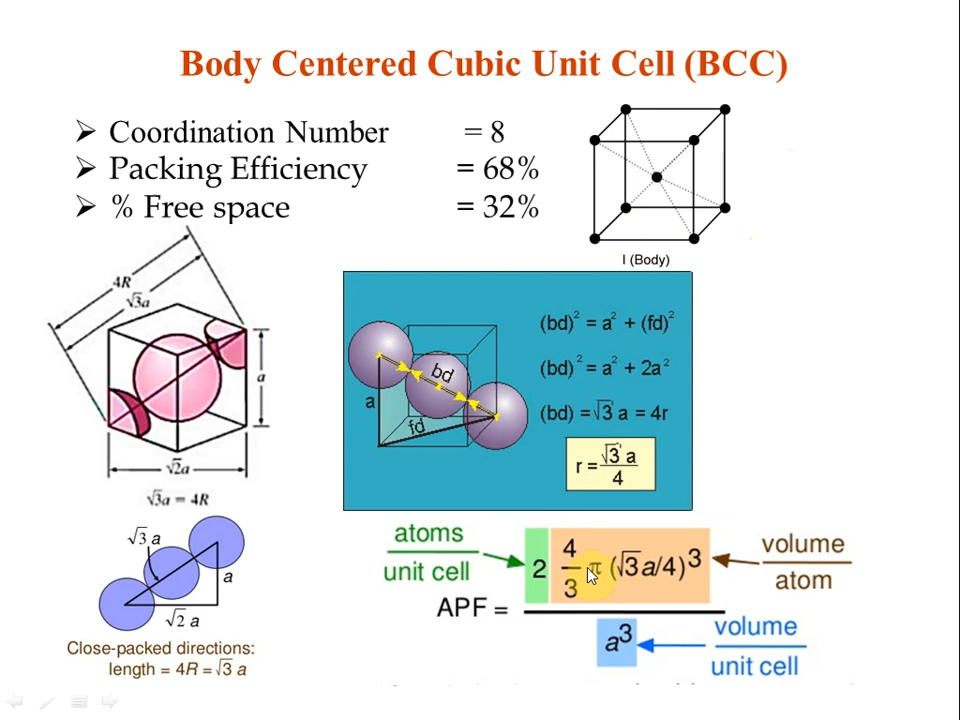 Body Centered Cubic Unit Cell (BCC)
➢ Coordination Number = 8
➢ Packing Efficiency = 68%
➢ % Free space = 32%
I (Body)
4R
√3a
a
√2a
√3a = 4R
bd
a
fd
(bd)² = a² + (fd)²
(bd)² = a² + 2a²
(bd) = √3 a = 4r
r = √3 a / 4
√3 a
a
√2 a
Close-packed directions:
length = 4R = √3 a
atoms
unit cell
2 4/3 π (√3a/4)³
volume
atom
APF =
a³
volume
unit cell